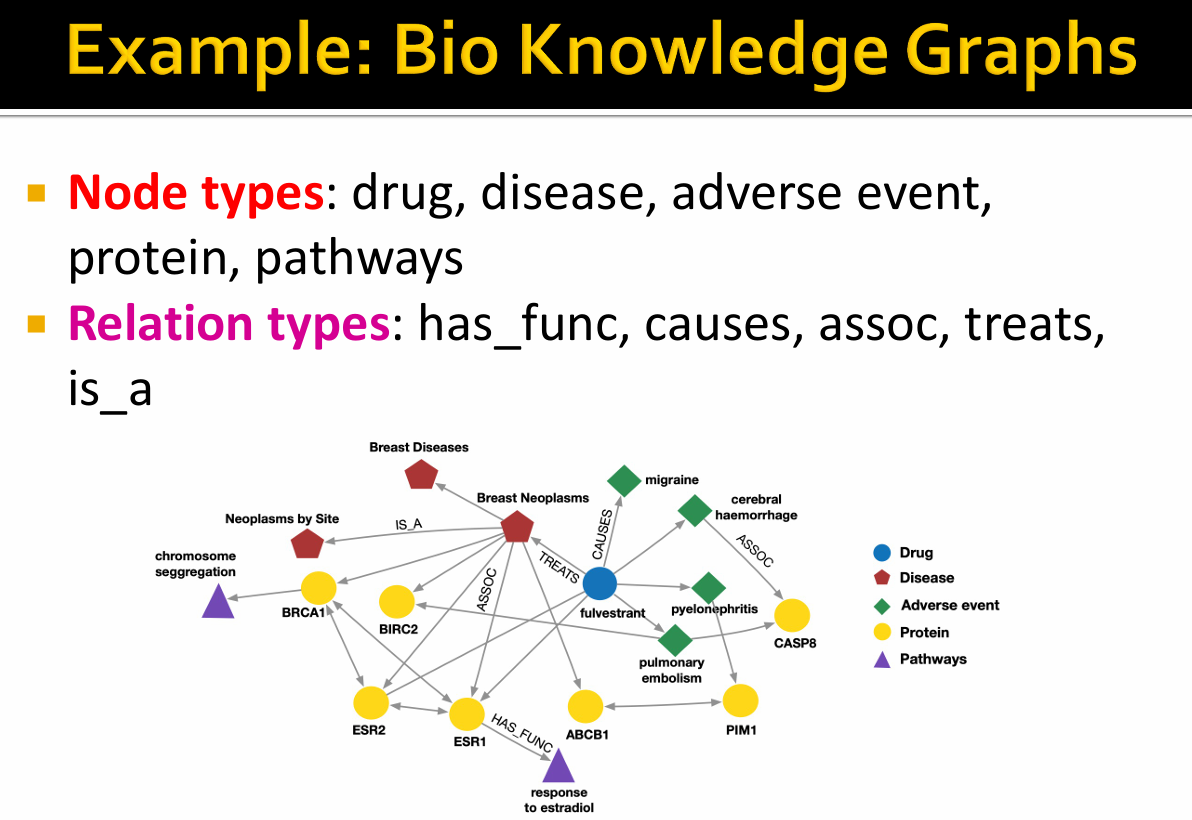 Example: Bio Knowledge Graphs
Node types: drug, disease, adverse event,
protein, pathways
Relation types: has_func, causes, assoc, treats,
is_a
Breast Diseases
migraine
Breast Neoplasms
cerebral
haemorrhage
Neoplasms by Site
IS_A
CAUSES
ASSOC
chromosome
seggregation
TREATS
ASSOC
BRCA1
BIRC2
fulvestrant
pyelonephritis
CASP8
pulmonary
embolism
ESR2
ESR1
HAS_FUNC
ABCB1
PIM1
response
to estradiol
Drug
Disease
Adverse event
Protein
Pathways